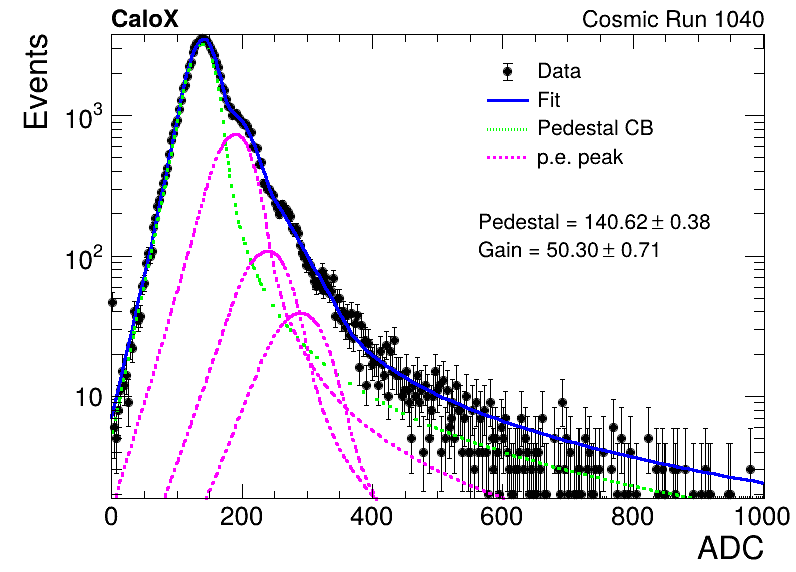 CaloX Cosmic Run 1040
Events
Data
Fit
Pedestal CB
p.e. peak
Pedestal = 140.62 ± 0.38
Gain = 50.30 ± 0.71
10³
10²
10
0 200 400 600 800 1000
ADC